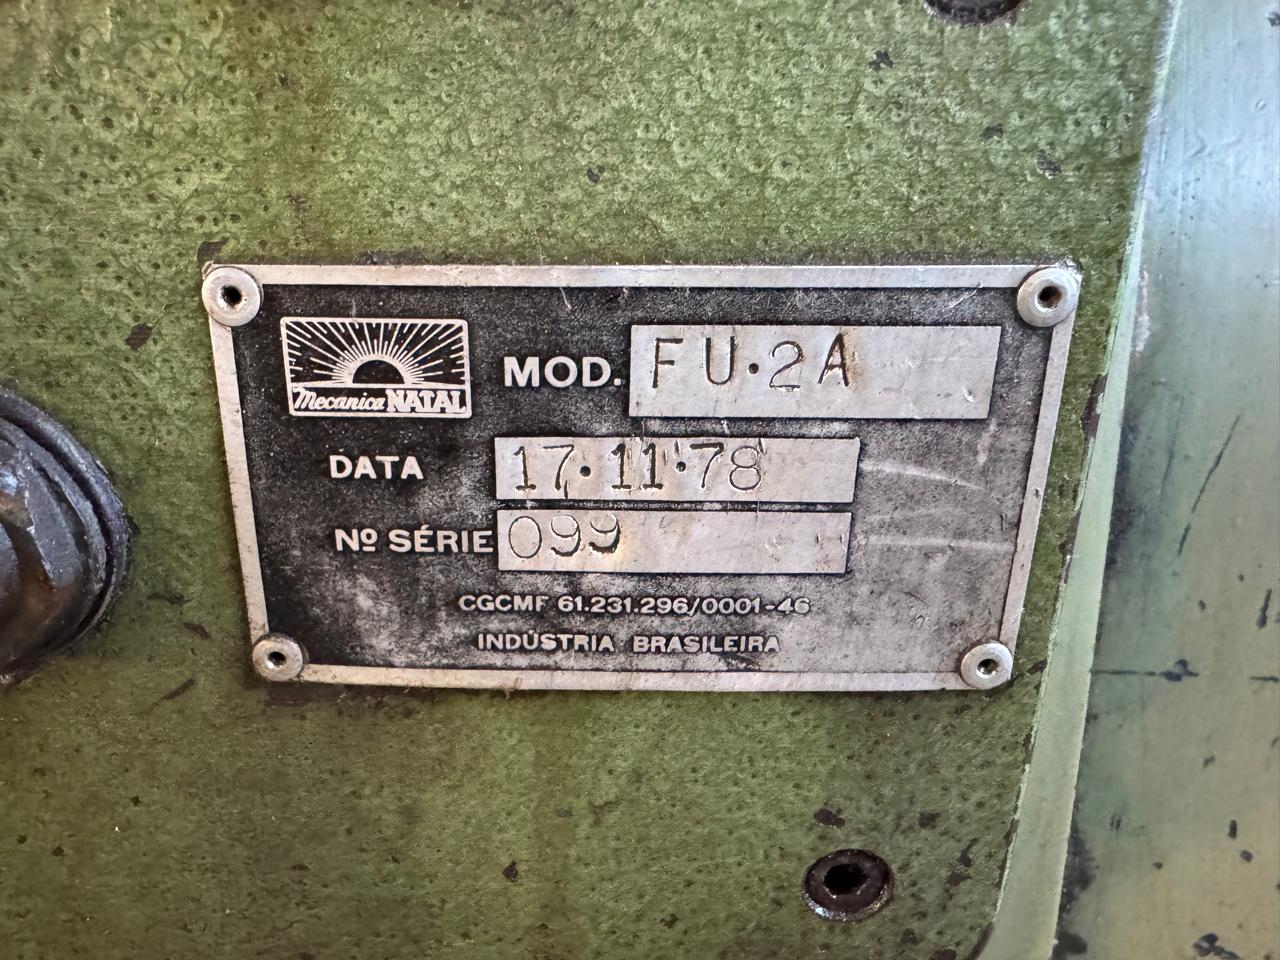 Mecanica NATAL
MOD. FU·2A
DATA 17·11·78
Nº SÉRIE 099
CGCMF 61.231.296/0001-46
INDÚSTRIA BRASILEIRA